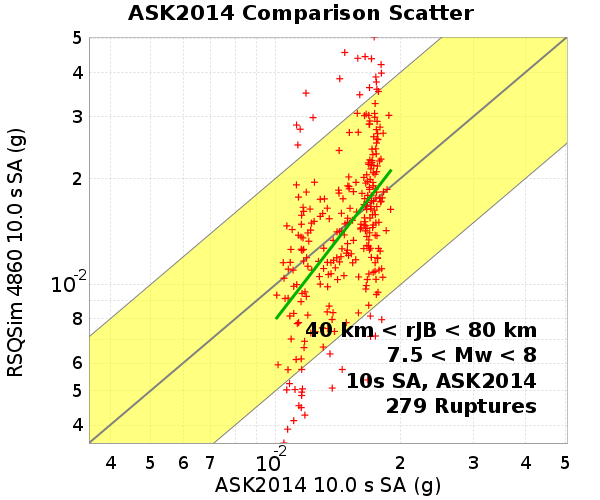 ASK2014 Comparison Scatter
RSQSim 4860 10.0 s SA (g)
5
4
3
2
10-2
8
6
5
4
40 km < rJB < 80 km
7.5 < Mw < 8
10s SA, ASK2014
279 Ruptures
4 5 6 7 10-2 2 3 4 5
ASK2014 10.0 s SA (g)